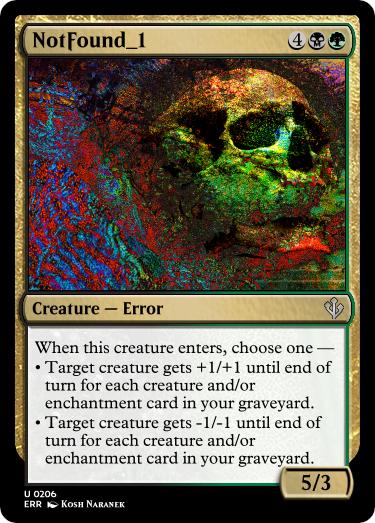 NotFound_1
4
Creature — Error
When this creature enters, choose one —
• Target creature gets +1/+1 until end of
turn for each creature and/or
enchantment card in your graveyard.
• Target creature gets -1/-1 until end of
turn for each creature and/or
enchantment card in your graveyard.
5/3
U 0206
ERR Kosh Naranek